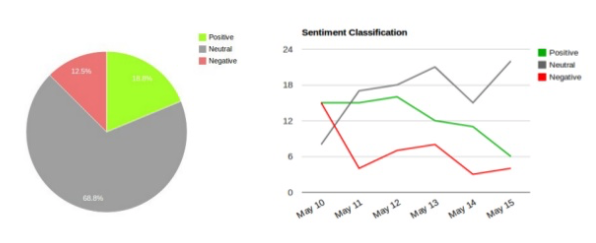 Positive
Neutral
Negative
12.5%
18.8%
68.8%
Sentiment Classification
24
18
12
6
0
May 10
May 11
May 12
May 13
May 14
May 15
Positive
Neutral
Negative